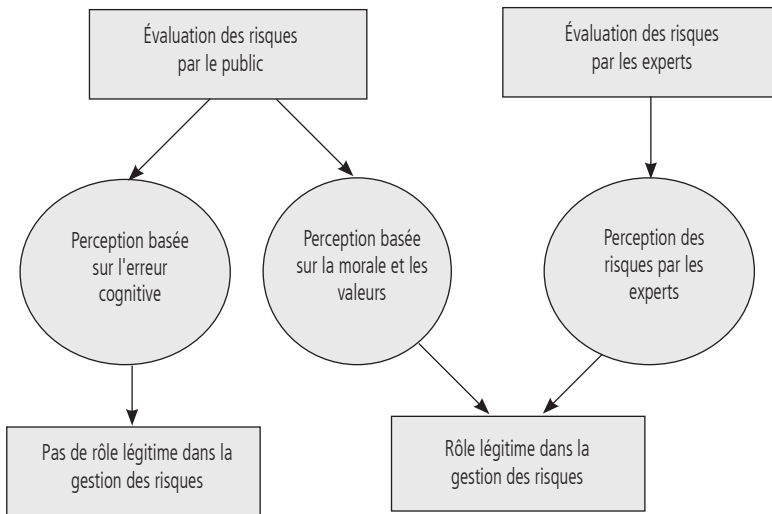 Évaluation des risques
par le public
Évaluation des risques
par les experts
Perception basée
sur l'erreur
cognitive
Perception basée
sur la morale et les
valeurs
Perception des
risques par les
experts
Pas de rôle légitime dans la
gestion des risques
Rôle légitime dans la
gestion des risques